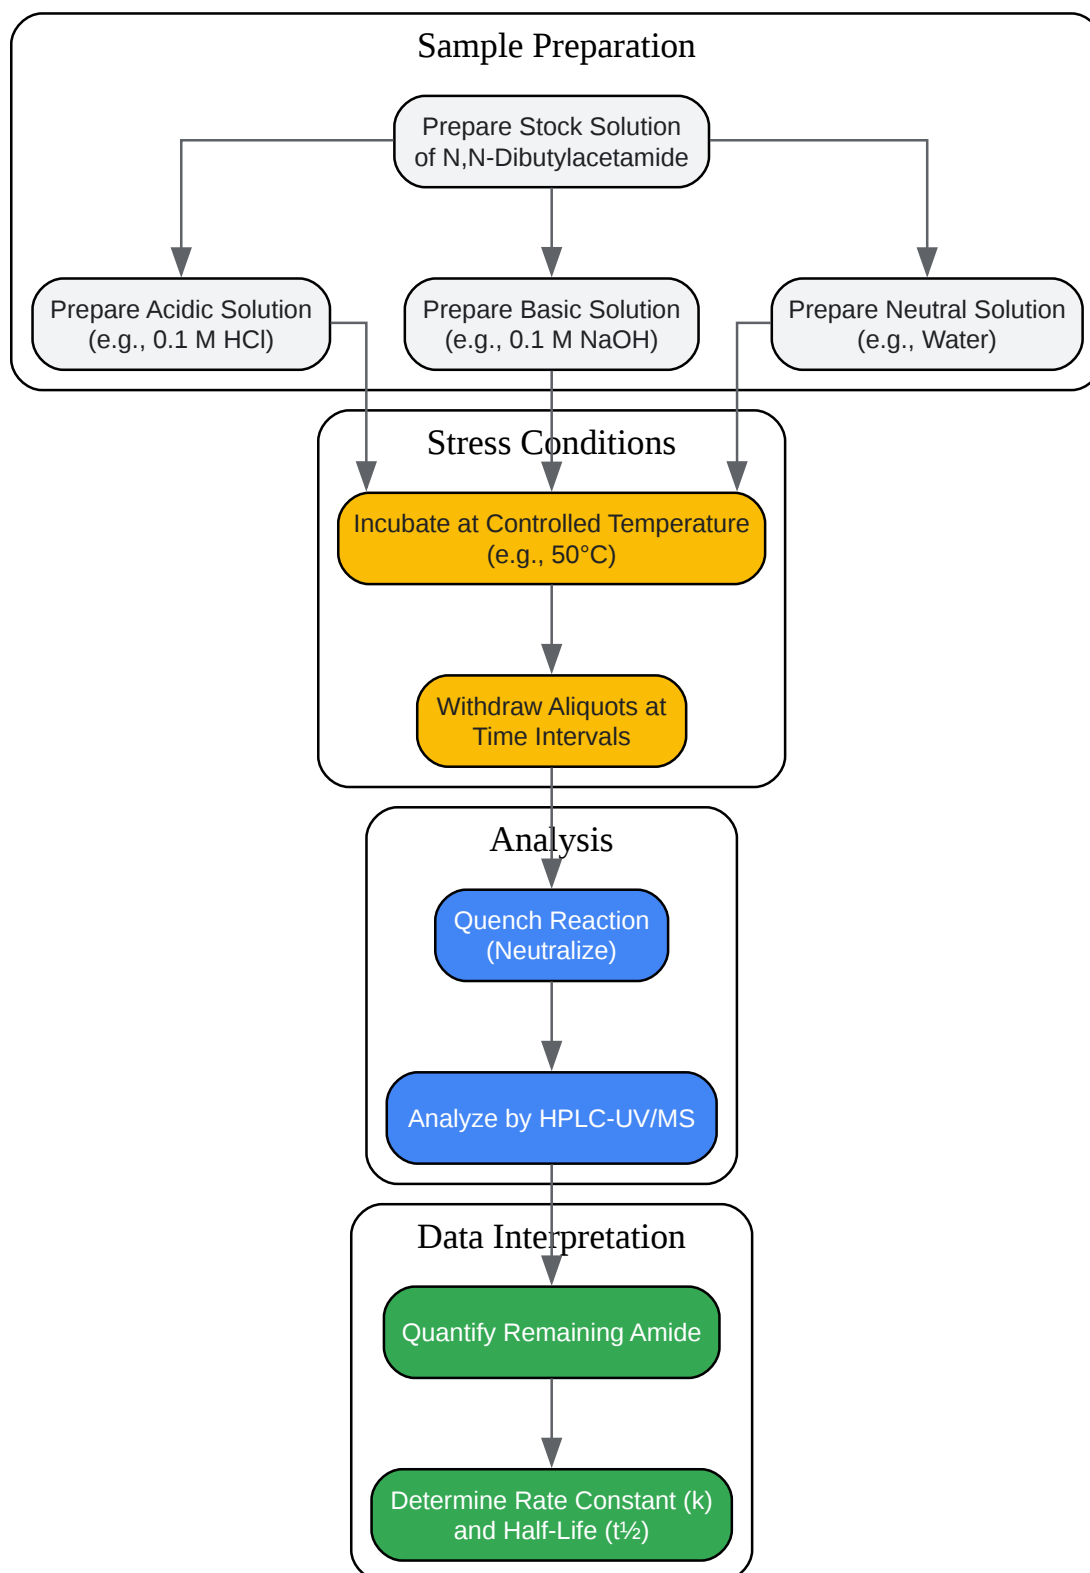 Sample Preparation
Prepare Stock Solution
of N,N-Dibutylacetamide
Prepare Acidic Solution
(e.g., 0.1 M HCl)
Prepare Basic Solution
(e.g., 0.1 M NaOH)
Prepare Neutral Solution
(e.g., Water)
Stress Conditions
Incubate at Controlled Temperature
(e.g., 50°C)
Withdraw Aliquots at
Time Intervals
Analysis
Quench Reaction
(Neutralize)
Analyze by HPLC-UV/MS
Data Interpretation
Quantify Remaining Amide
Determine Rate Constant (k)
and Half-Life (t½)